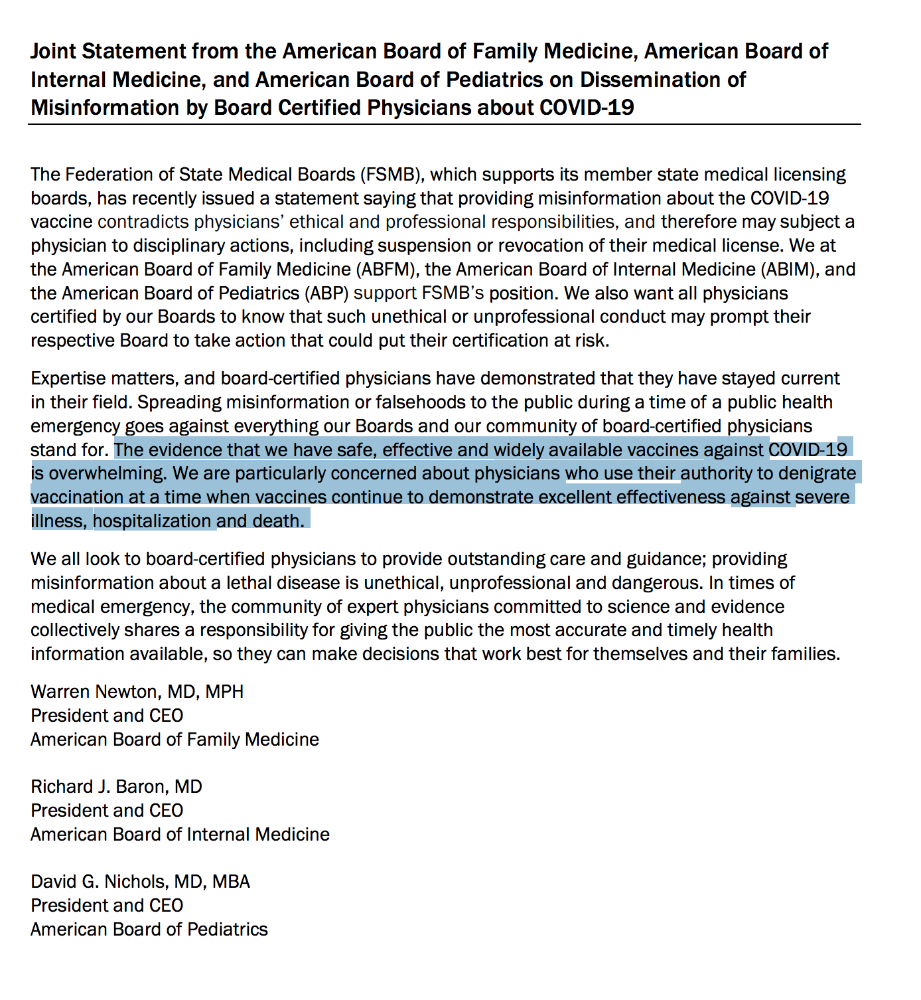 Joint Statement from the American Board of Family Medicine, American Board of
Internal Medicine, and American Board of Pediatrics on Dissemination of
Misinformation by Board Certified Physicians about COVID-19
The Federation of State Medical Boards (FSMB), which supports its member state medical licensing
boards, has recently issued a statement saying that providing misinformation about the COVID-19
vaccine contradicts physicians’ ethical and professional responsibilities, and therefore may subject a
physician to disciplinary actions, including suspension or revocation of their medical license. We at
the American Board of Family Medicine (ABFM), the American Board of Internal Medicine (ABIM), and
the American Board of Pediatrics (ABP) support FSMB’s position. We also want all physicians
certified by our Boards to know that such unethical or unprofessional conduct may prompt their
respective Board to take action that could put their certification at risk.
Expertise matters, and board-certified physicians have demonstrated that they have stayed current
in their field. Spreading misinformation or falsehoods to the public during a time of a public health
emergency goes against everything our Boards and our community of board-certified physicians
stand for. The evidence that we have safe, effective and widely available vaccines against COVID-19
is overwhelming. We are particularly concerned about physicians who use their authority to denigrate
vaccination at a time when vaccines continue to demonstrate excellent effectiveness against severe
illness, hospitalization and death.
We all look to board-certified physicians to provide outstanding care and guidance; providing
misinformation about a lethal disease is unethical, unprofessional and dangerous. In times of
medical emergency, the community of expert physicians committed to science and evidence
collectively shares a responsibility for giving the public the most accurate and timely health
information available, so they can make decisions that work best for themselves and their families.
Warren Newton, MD, MPH
President and CEO
American Board of Family Medicine
Richard J. Baron, MD
President and CEO
American Board of Internal Medicine
David G. Nichols, MD, MBA
President and CEO
American Board of Pediatrics